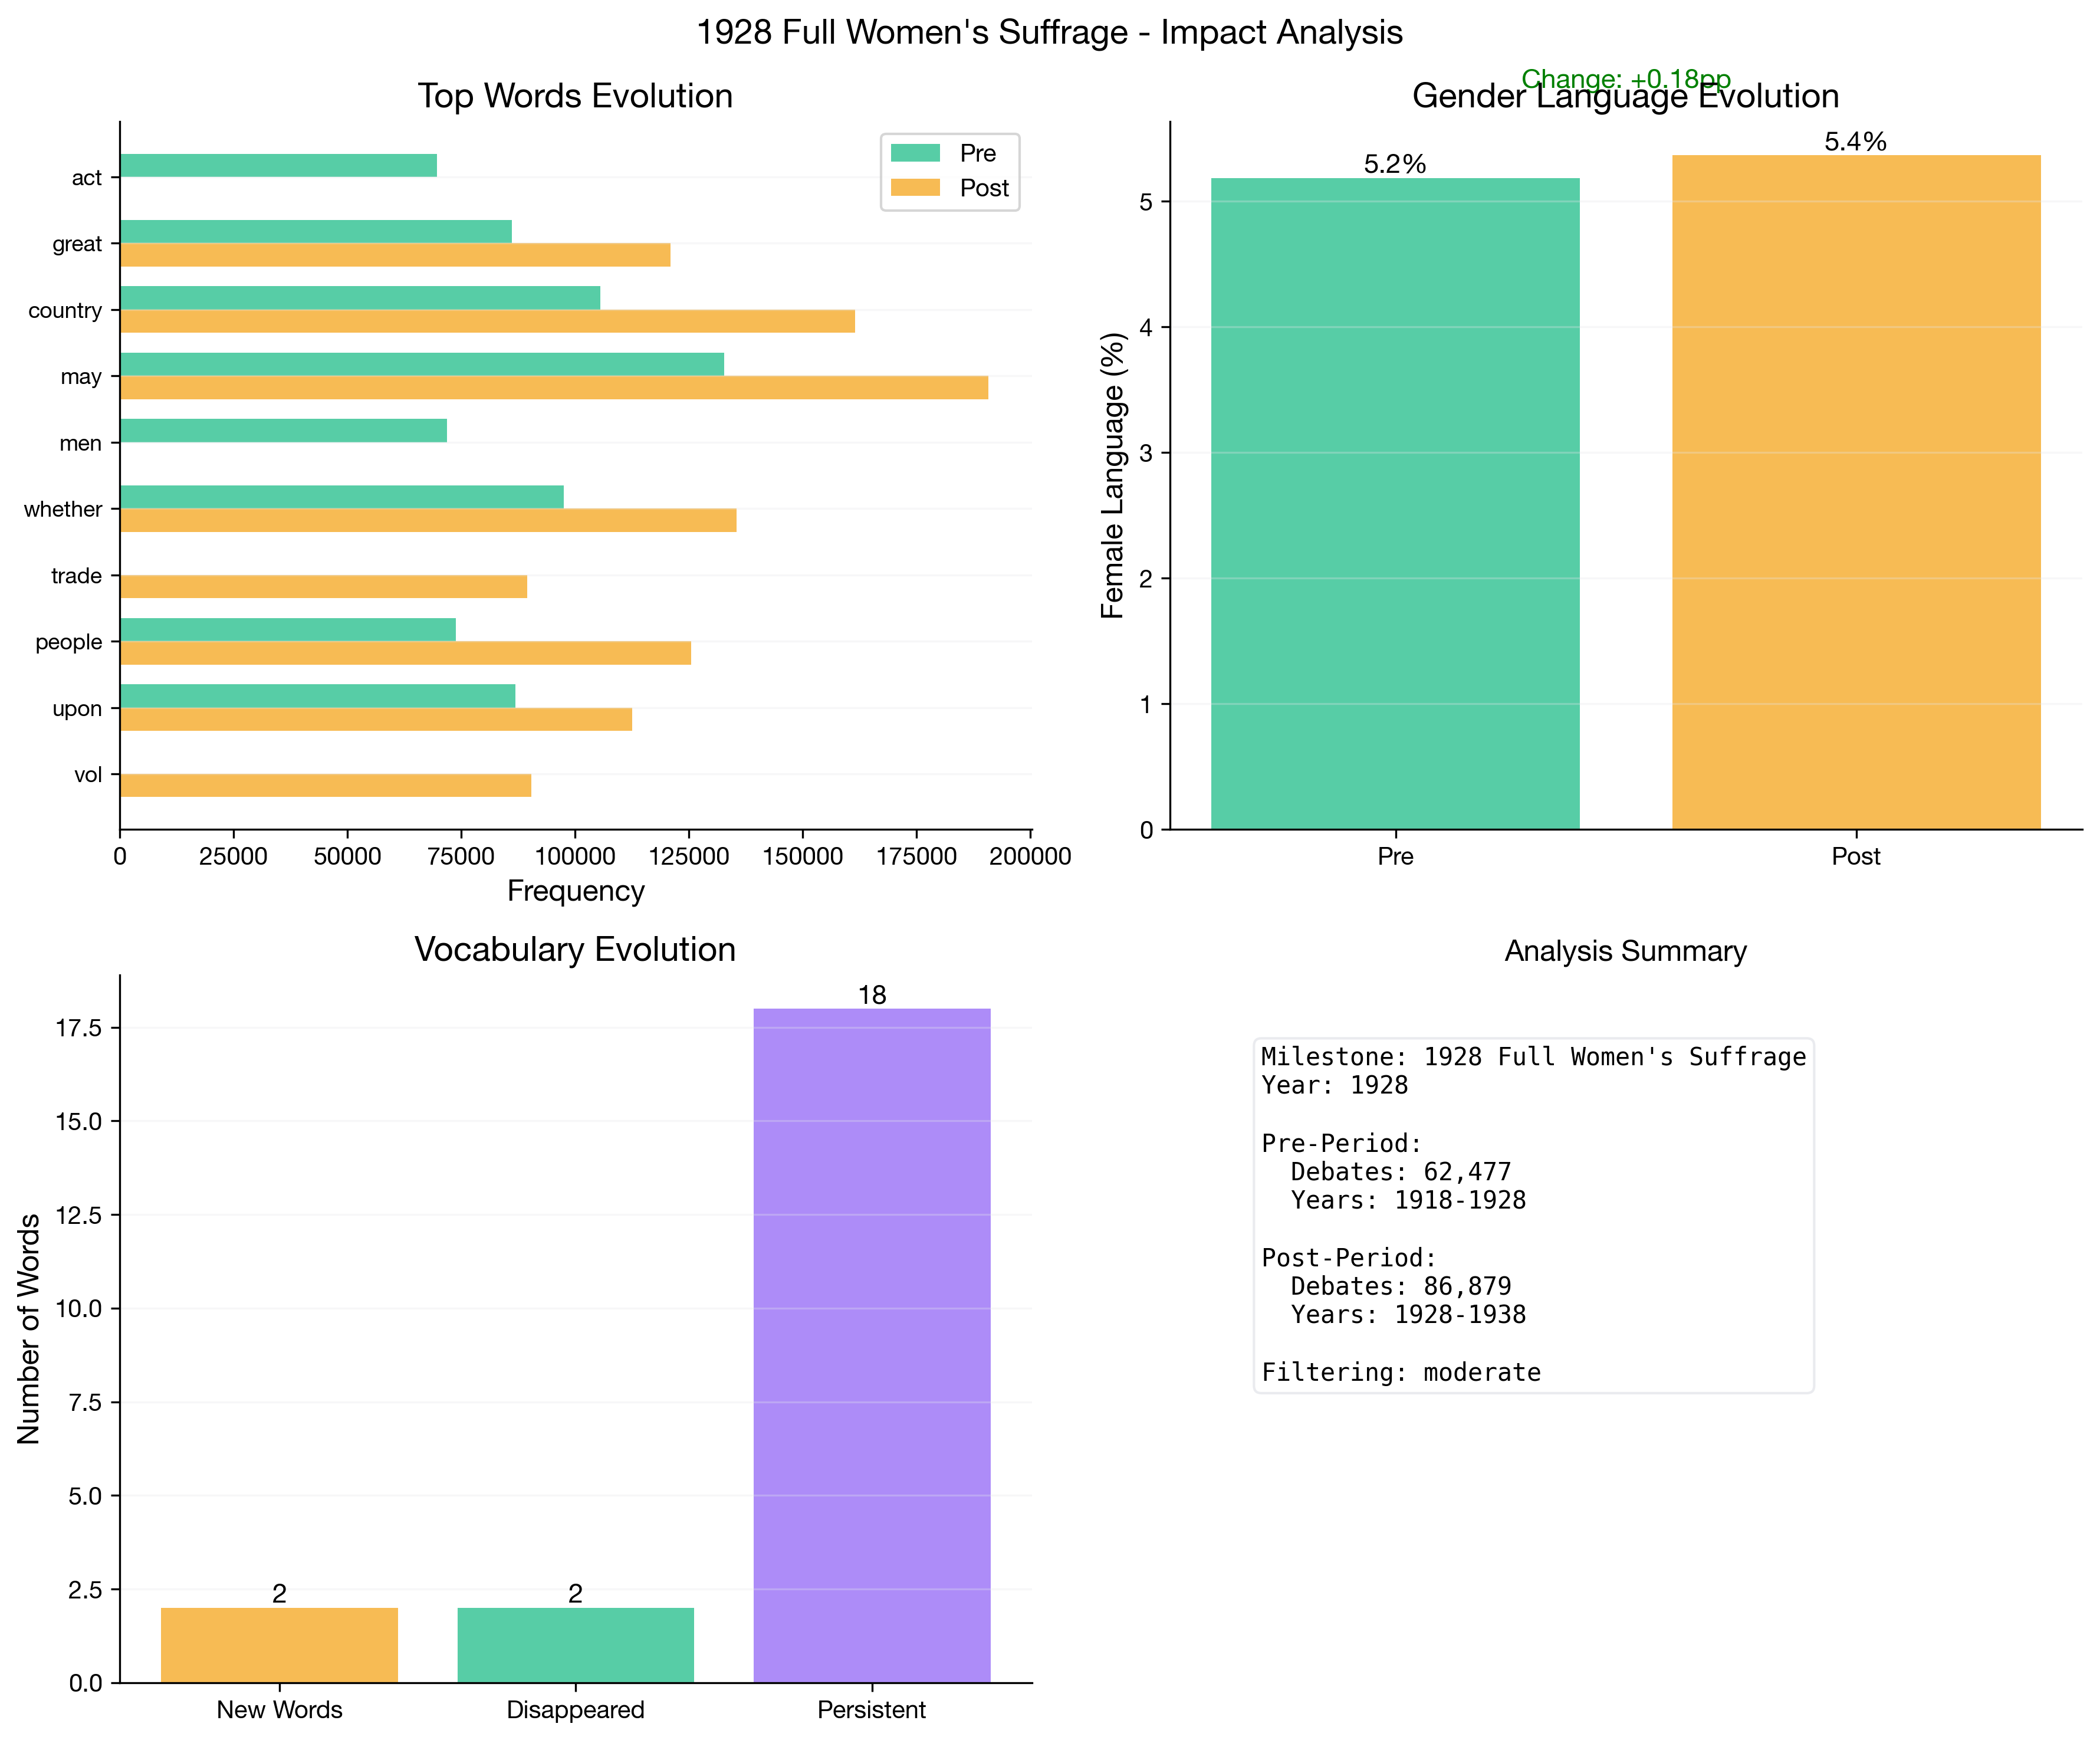 1928 Full Women's Suffrage - Impact Analysis
Top Words Evolution
Pre
Post
act
great
country
may
men
whether
trade
people
upon
vol
0 25000 50000 75000 100000 125000 150000 175000 200000
Frequency
Change: +0.18pp
Gender Language Evolution
Female Language (%)
5.2%
5.4%
5
4
3
2
1
0
Pre Post
Vocabulary Evolution
Number of Words
17.5
15.0
12.5
10.0
7.5
5.0
2.5
0.0
2
2
18
New Words Disappeared Persistent
Analysis Summary
Milestone: 1928 Full Women's Suffrage
Year: 1928
Pre-Period:
Debates: 62,477
Years: 1918-1928
Post-Period:
Debates: 86,879
Years: 1928-1938
Filtering: moderate